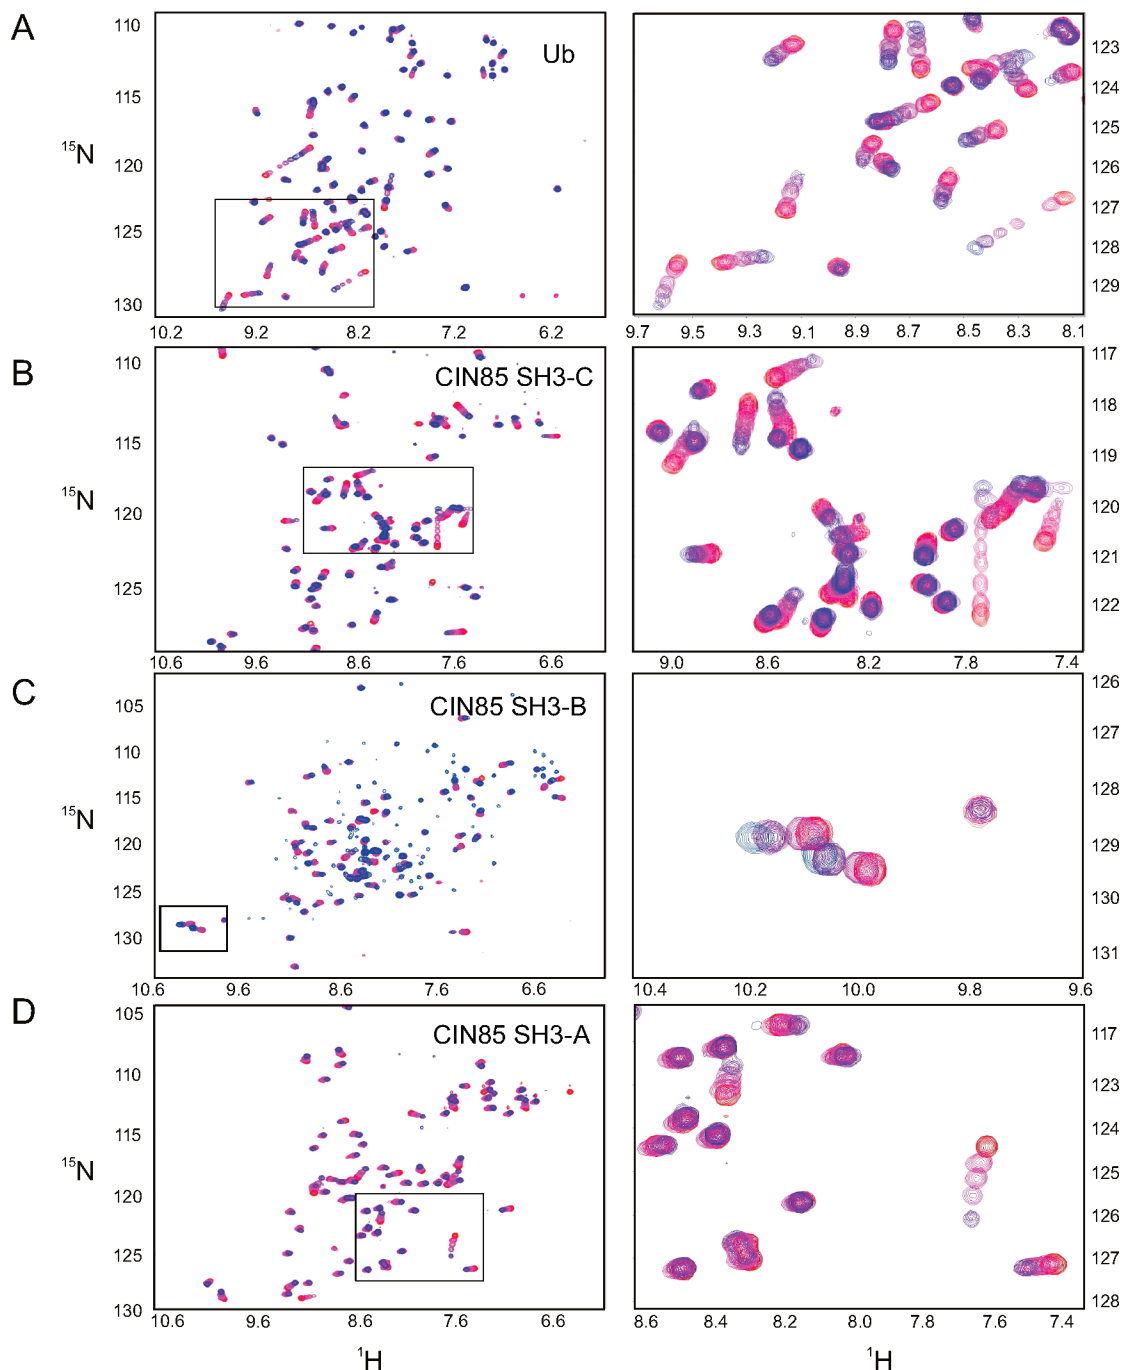 A
Ub
¹⁵N
110
115
120
125
130
10.2 9.2 8.2 7.2 6.2
123
124
125
126
127
128
129
9.7 9.5 9.3 9.1 8.9 8.7 8.5 8.3 8.1
B
CIN85 SH3-C
¹⁵N
110
115
120
125
10.6 9.6 8.6 7.6 6.6
117
118
119
120
121
122
9.0 8.6 8.2 7.8 7.4
C
CIN85 SH3-B
¹⁵N
105
110
115
120
125
130
10.6 9.6 8.6 7.6 6.6
126
127
128
129
130
131
10.4 10.2 10.0 9.8 9.6
D
CIN85 SH3-A
¹⁵N
105
110
115
120
125
130
10.6 9.6 8.6 7.6 6.6
117
123
124
125
126
127
128
8.6 8.4 8.2 8.0 7.8 7.6 7.4
¹H
¹H